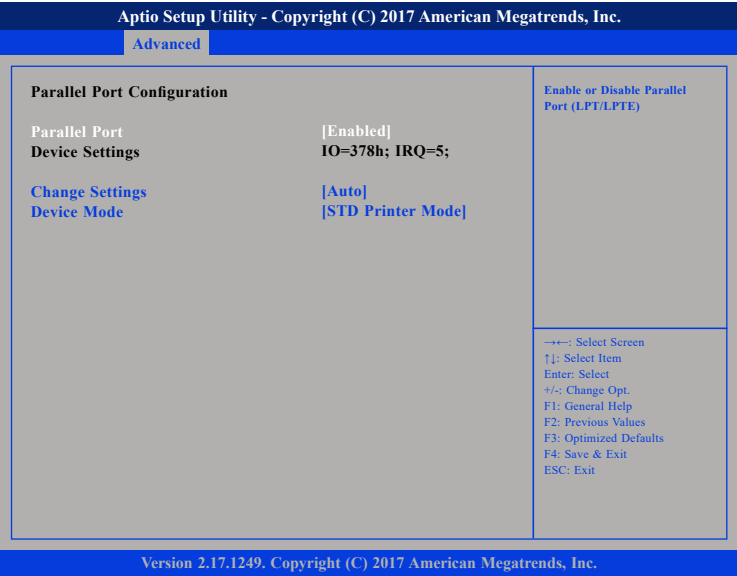 Aptio Setup Utility - Copyright (C) 2017 American Megatrends, Inc.
Advanced
Parallel Port Configuration
Parallel Port [Enabled]
Device Settings IO=378h; IRQ=5;
Change Settings [Auto]
Device Mode [STD Printer Mode]
Enable or Disable Parallel
Port (LPT/LPTE)
→←: Select Screen
↑↓: Select Item
Enter: Select
+/-: Change Opt.
F1: General Help
F2: Previous Values
F3: Optimized Defaults
F4: Save & Exit
ESC: Exit
Version 2.17.1249. Copyright (C) 2017 American Megatrends, Inc.